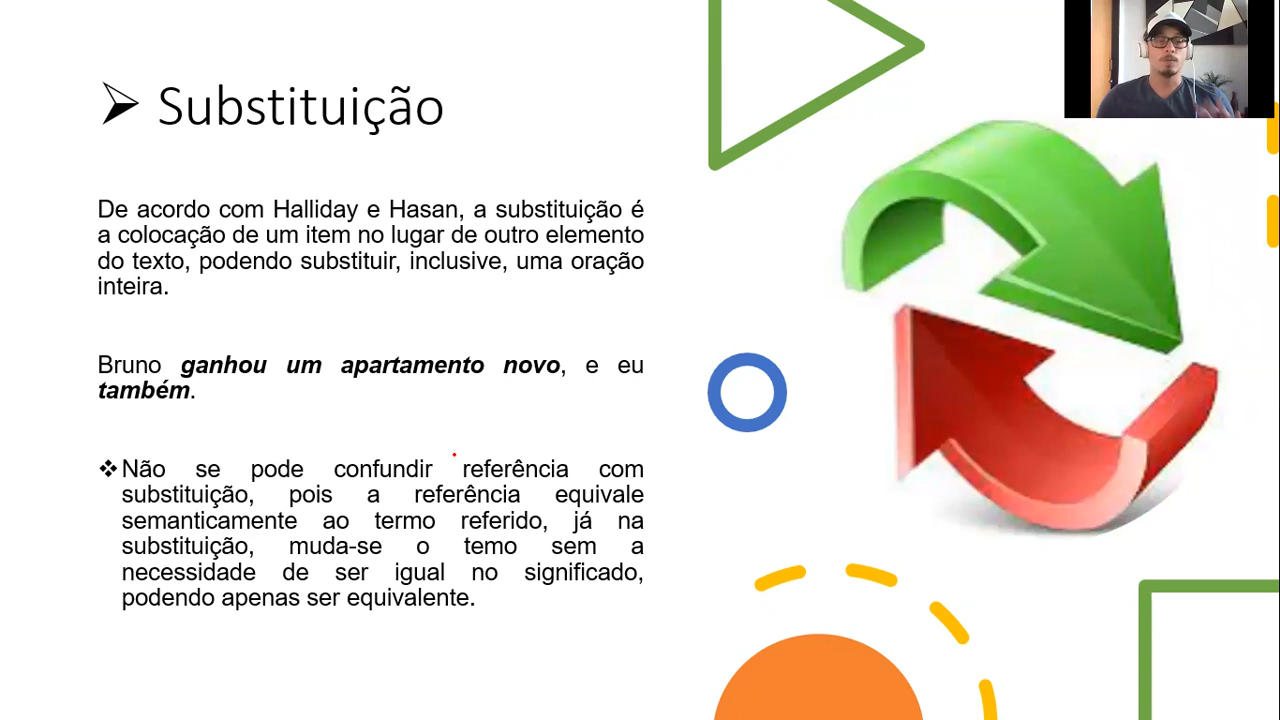 Substituição
De acordo com Halliday e Hasan, a substituição é
a colocação de um item no lugar de outro elemento
do texto, podendo substituir, inclusive, uma oração
inteira.
Bruno ganhou um apartamento novo, e eu
também.
Não se pode confundir referência com
substituição, pois a referência equivale
semanticamente ao termo referido, já na
substituição, muda-se o temo sem a
necessidade de ser igual no significado,
podendo apenas ser equivalente.